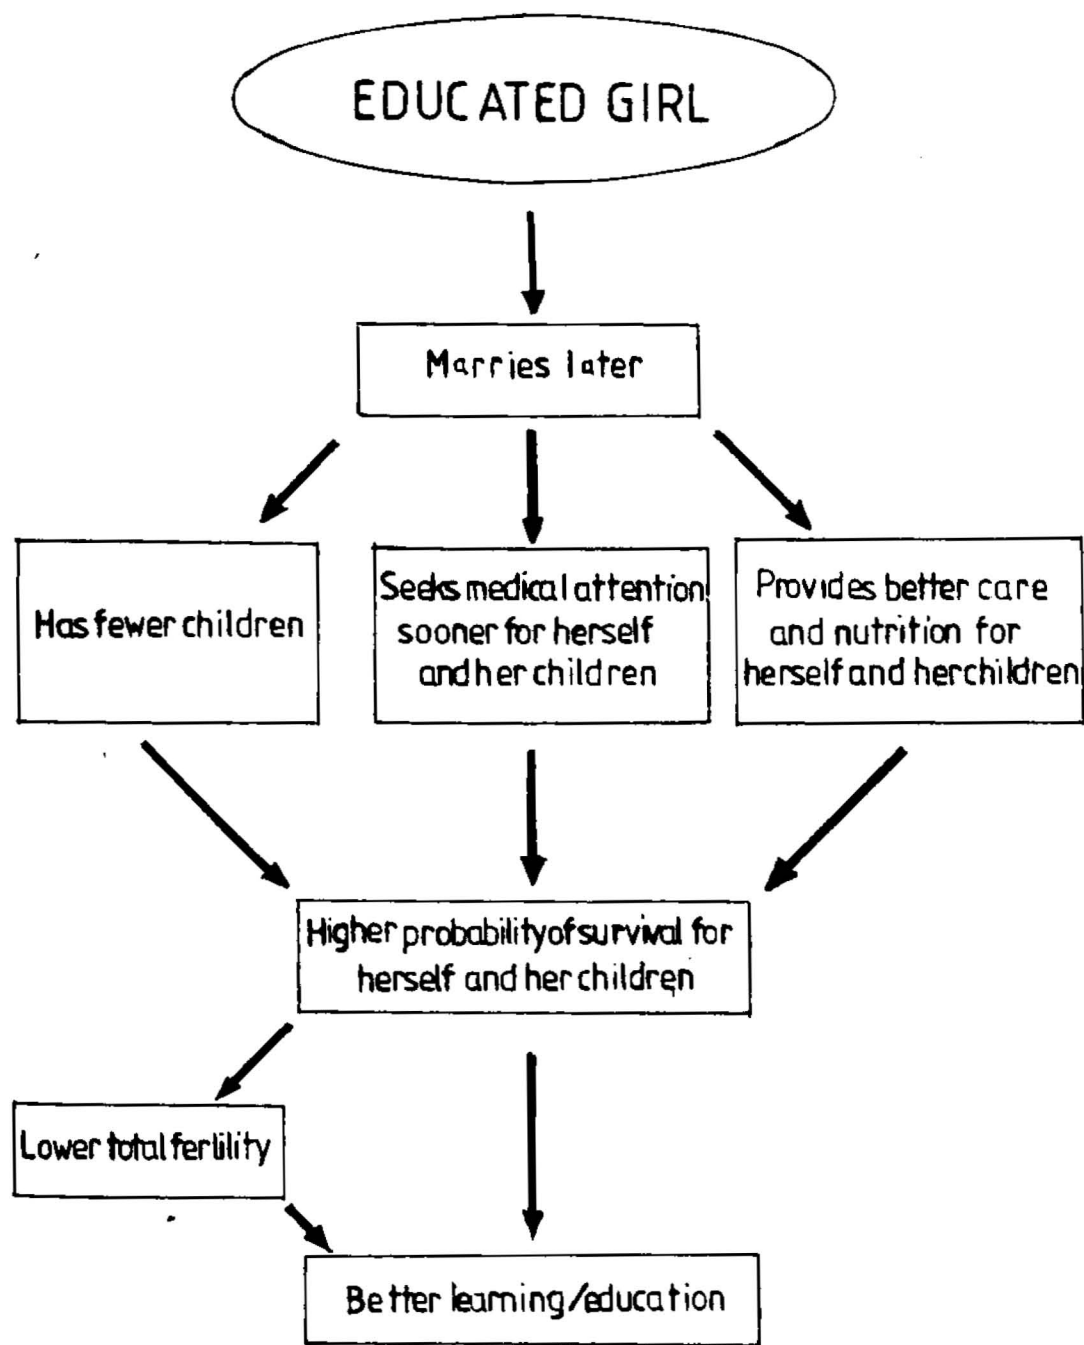 EDUCATED GIRL
Marries later
Has fewer children
Seeks medical attention
sooner for herself
and her children
Provides better care
and nutrition for
herself and her children
Higher probability of survival for
herself and her children
Lower total fertility
Better learning/education